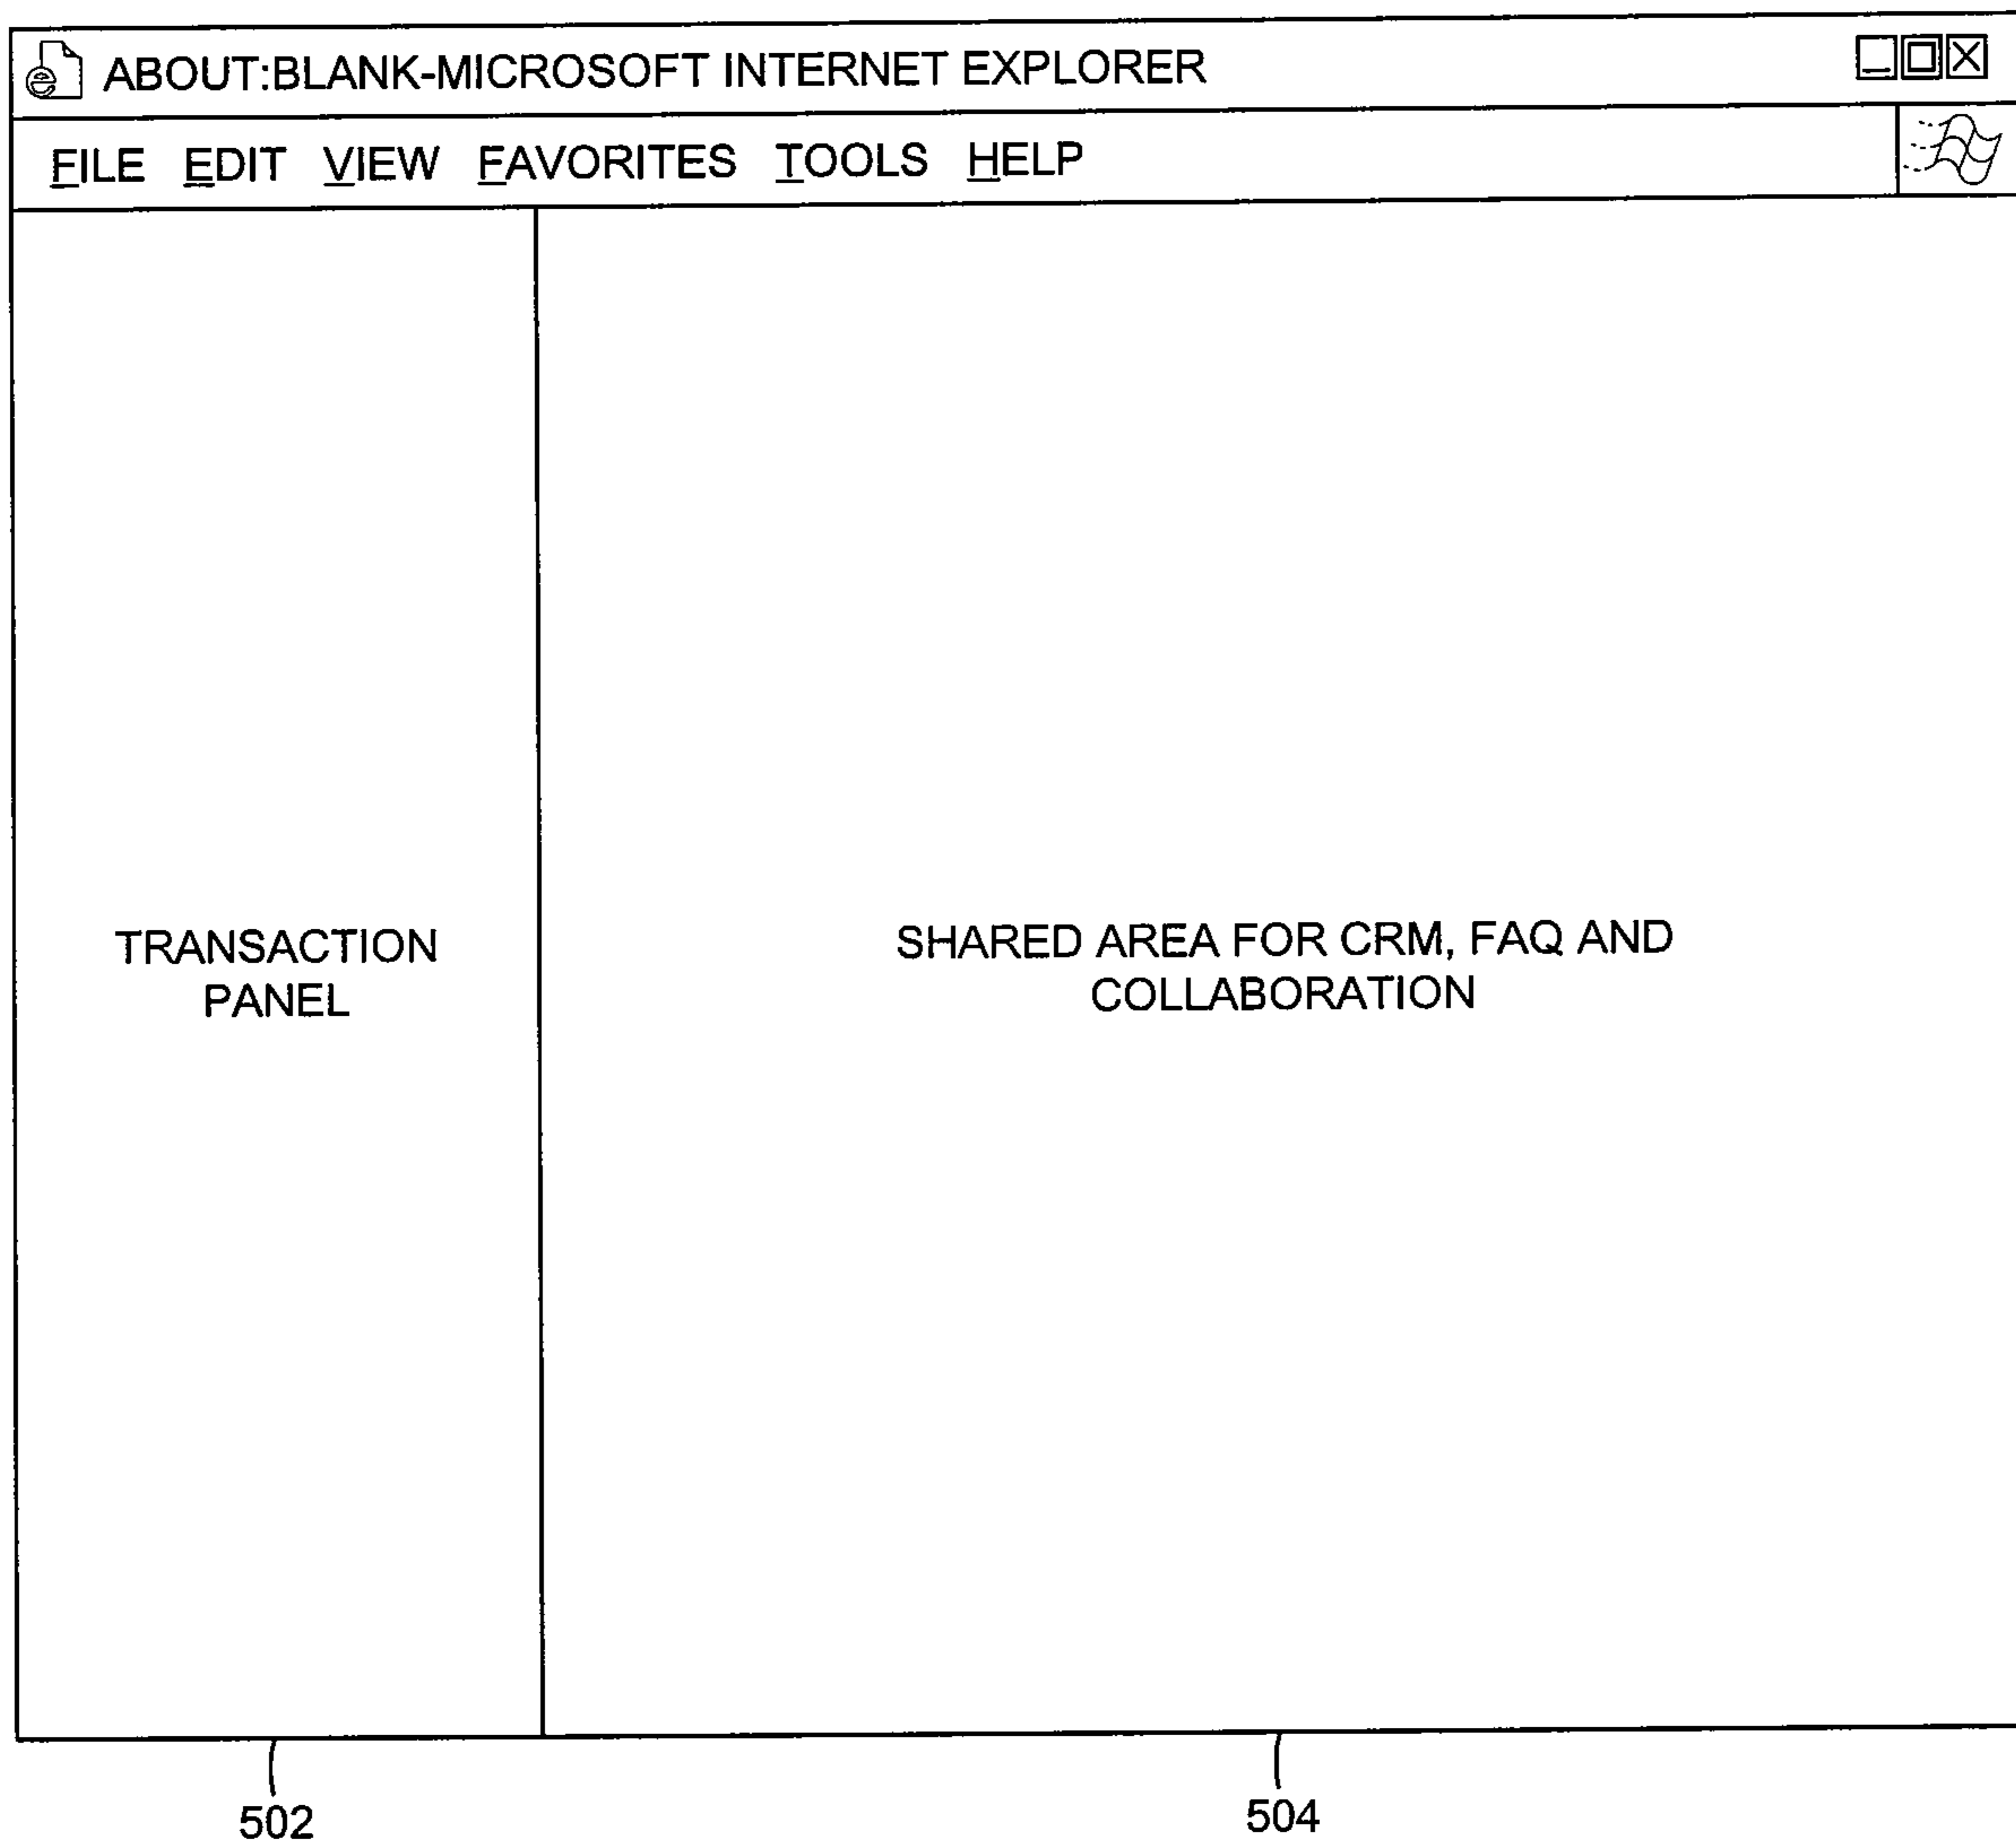 ABOUT:BLANK-MICROSOFT INTERNET EXPLORER
FILE EDIT VIEW FAVORITES TOOLS HELP
TRANSACTION
PANEL
SHARED AREA FOR CRM, FAQ AND
COLLABORATION
502
504